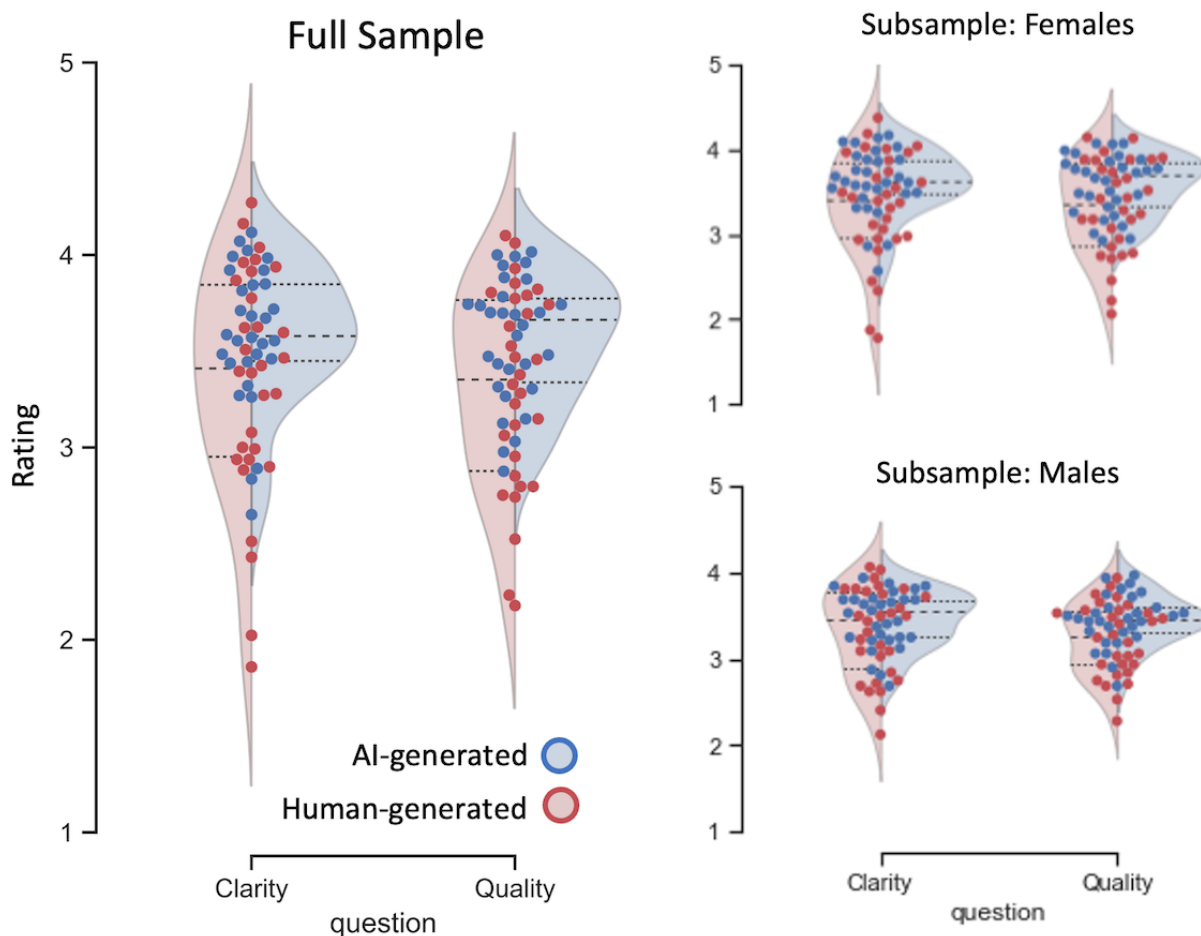 Full Sample
5
4
3
2
1
Rating
AI-generated
Human-generated
Clarity
Quality
question
Subsample: Females
5
4
3
2
1
Subsample: Males
5
4
3
2
1
Clarity
Quality
question